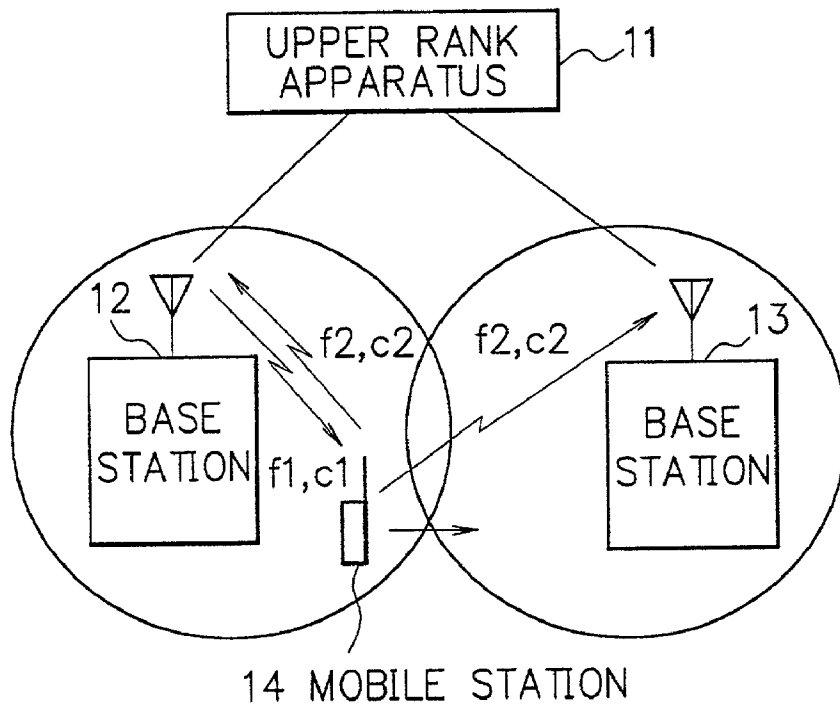 UPPER RANK
APPARATUS
11
12
f2,c2
f2,c2
13
BASE
STATION
BASE
STATION
f1,c1
14 MOBILE STATION